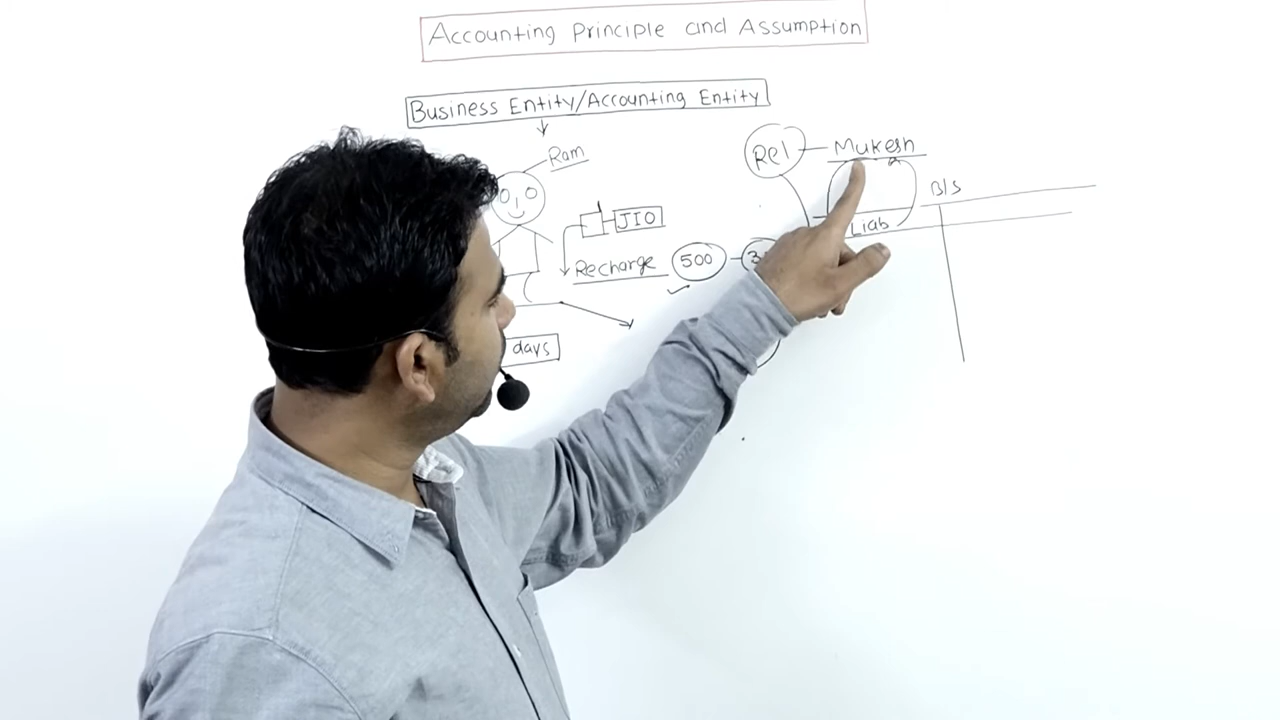 Accounting Principle and Assumption
Business Entity/Accounting Entity
Ram
Rel — Mukesh
B/S
JIO
Liab
Recharge 500
days